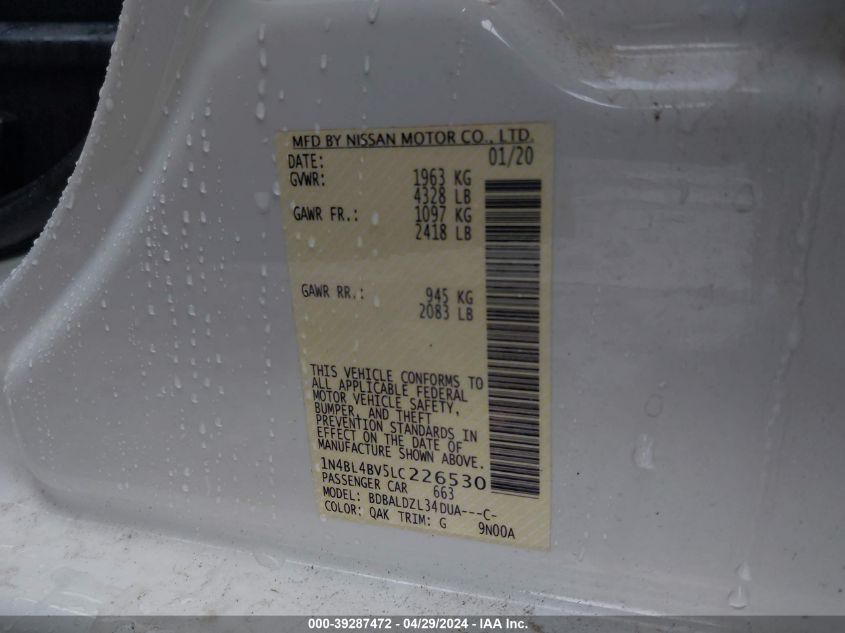 MFD BY NISSAN MOTOR CO., LTD.
DATE: 01/20
GVWR: 1963 KG
4328 LB
GAWR FR.: 1097 KG
2418 LB
GAWR RR.: 945 KG
2083 LB
THIS VEHICLE CONFORMS TO
ALL APPLICABLE FEDERAL
MOTOR VEHICLE SAFETY,
BUMPER, AND THEFT
PREVENTION STANDARDS IN
EFFECT ON THE DATE OF
MANUFACTURE SHOWN ABOVE.
1N4BL4BV5LC226530
PASSENGER CAR 663
MODEL: BDBALDZL34DUA---C-
COLOR: QAK TRIM: G 9N00A
000-39287472 - 04/29/2024 - IAA Inc.